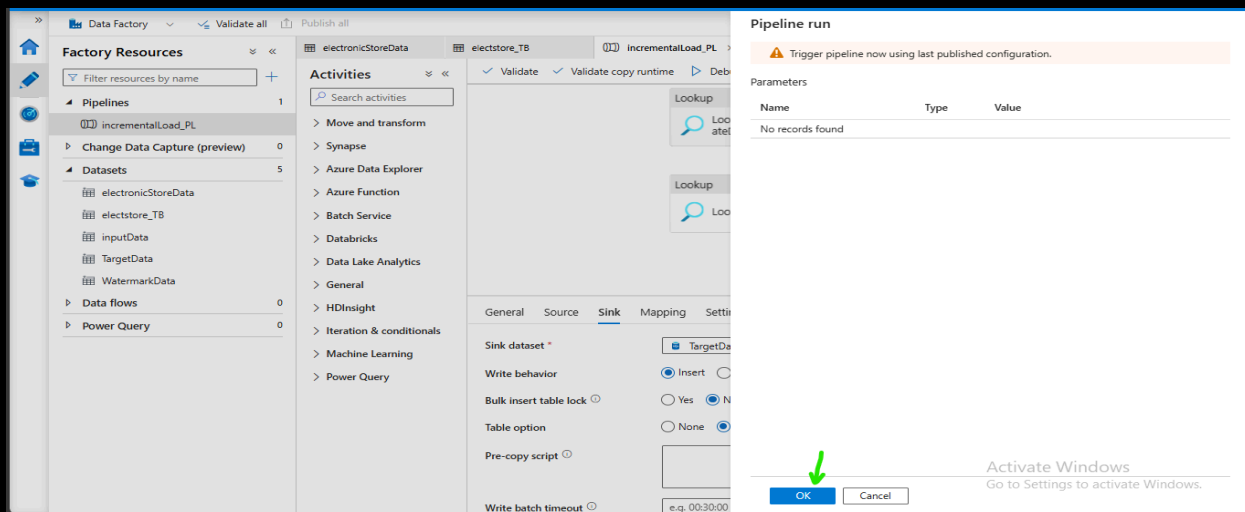 Data Factory
Validate all
Publish all
Factory Resources
Filter resources by name
Pipelines 1
incrementalLoad_PL
Change Data Capture (preview) 0
Datasets 5
electronicStoreData
electstore_TB
inputData
TargetData
WatermarkData
Data flows 0
Power Query 0
electronicStoreData
electstore_TB
incrementalLoad_PL
Activities
Search activities
Move and transform
Synapse
Azure Data Explorer
Azure Function
Batch Service
Databricks
Data Lake Analytics
General
HDInsight
Iteration & conditionals
Machine Learning
Power Query
Validate
Validate copy runtime
Deb
Lookup
Loo
ateD
Lookup
Loo
General Source Sink Mapping Settin
Sink dataset *
TargetDa
Write behavior
Insert
Bulk insert table lock
Yes N
Table option
None
Pre-copy script
Write batch timeout
e.g. 00:30:00
Pipeline run
Trigger pipeline now using last published configuration.
Parameters
Name Type Value
No records found
OK
Cancel
Activate Windows
Go to Settings to activate Windows.